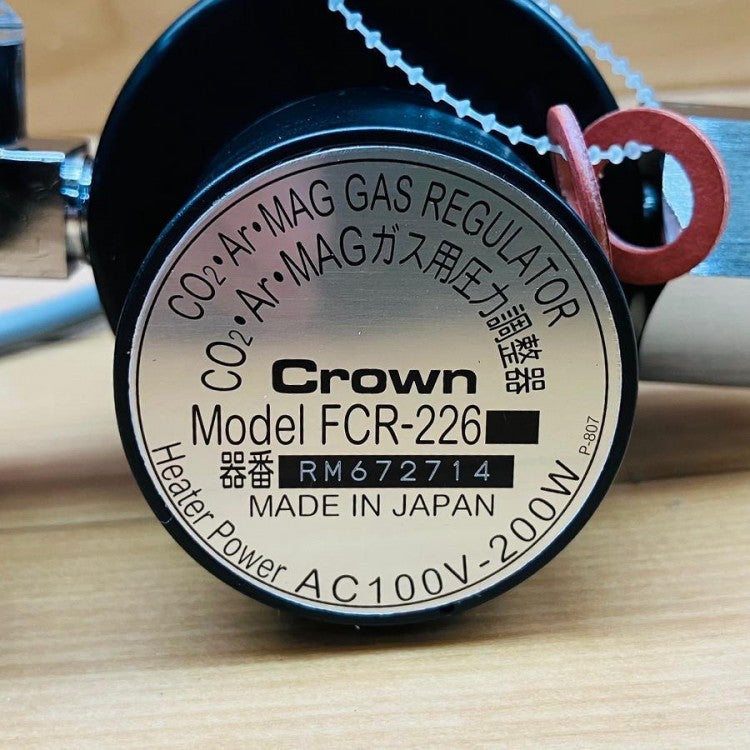 CO2・Ar・MAG GAS REGULATOR
CO2・Ar・MAGガス用圧力調整器
Crown
Model FCR-226
器番 RM672714
MADE IN JAPAN
Heater Power AC100V-200W
P-807